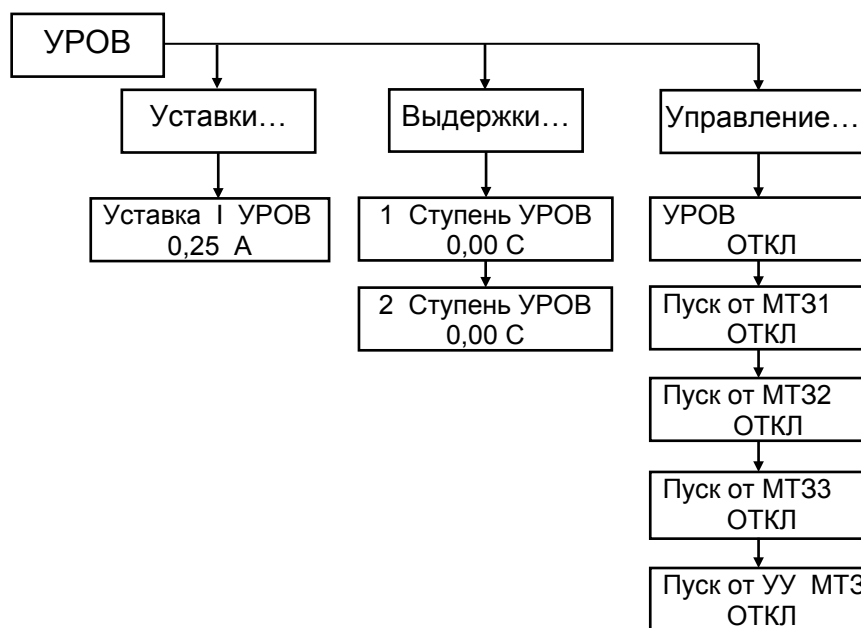 УРОВ
Уставки…
Выдержки…
Управление…
Уставка I УРОВ
0,25 А
1 Ступень УРОВ
0,00 С
2 Ступень УРОВ
0,00 С
УРОВ
ОТКЛ
Пуск от МТЗ1
ОТКЛ
Пуск от МТЗ2
ОТКЛ
Пуск от МТЗ3
ОТКЛ
Пуск от УУ МТЗ
ОТКЛ